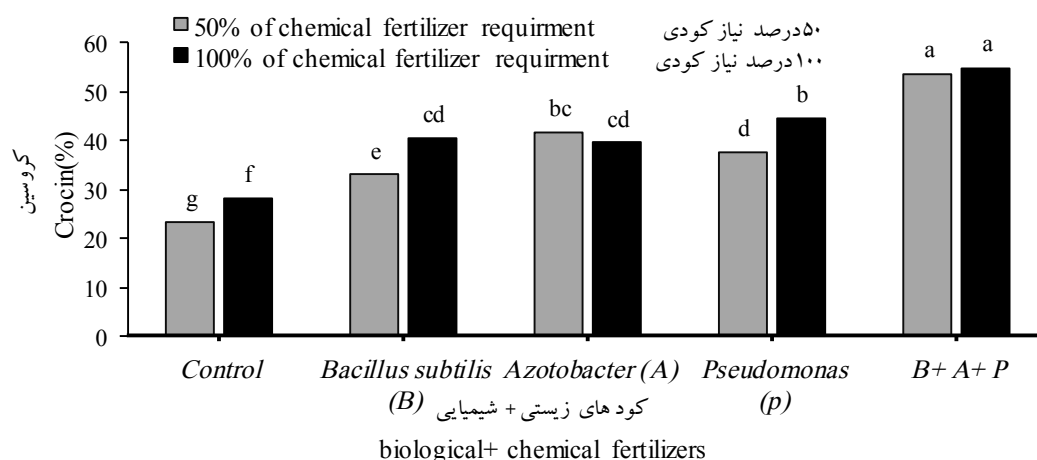 50% of chemical fertilizer requirment
۵۰درصد نیاز کودی
100% of chemical fertilizer requirment
۱۰۰درصد نیاز کودی
کروسین
Crocin(%)
60
50
40
30
20
10
0
g
f
e
cd
bc
cd
d
b
a
a
Control
Bacillus subtilis (B)
Azotobacter (A)
Pseudomonas (p)
B+ A+ P
کود های زیستی + شیمیایی
biological+ chemical fertilizers